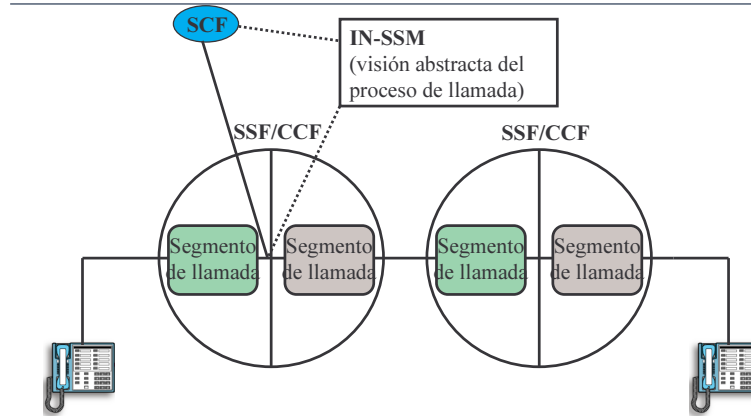 SCF
IN-SSM
(visión abstracta del
proceso de llamada)
SSF/CCF
SSF/CCF
Segmento
de llamada
Segmento
de llamada
Segmento
de llamada
Segmento
de llamada